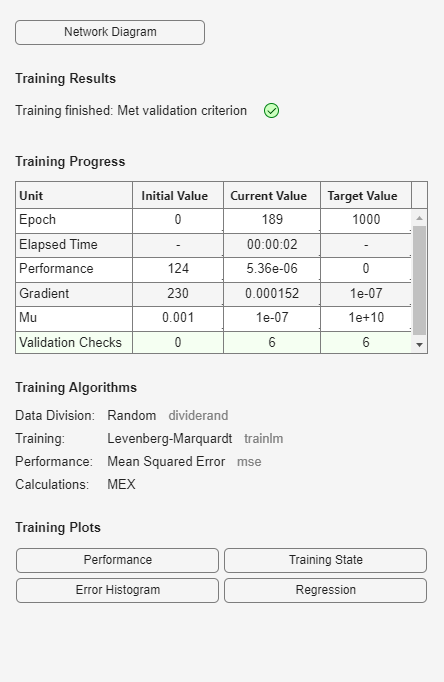 Network Diagram
Training Results
Training finished: Met validation criterion
Training Progress
Unit Initial Value Current Value Target Value
Epoch 0 189 1000
Elapsed Time - 00:00:02 -
Performance 124 5.36e-06 0
Gradient 230 0.000152 1e-07
Mu 0.001 1e-07 1e+10
Validation Checks 0 6 6
Training Algorithms
Data Division: Random dividerand
Training: Levenberg-Marquardt trainlm
Performance: Mean Squared Error mse
Calculations: MEX
Training Plots
Performance Training State
Error Histogram Regression